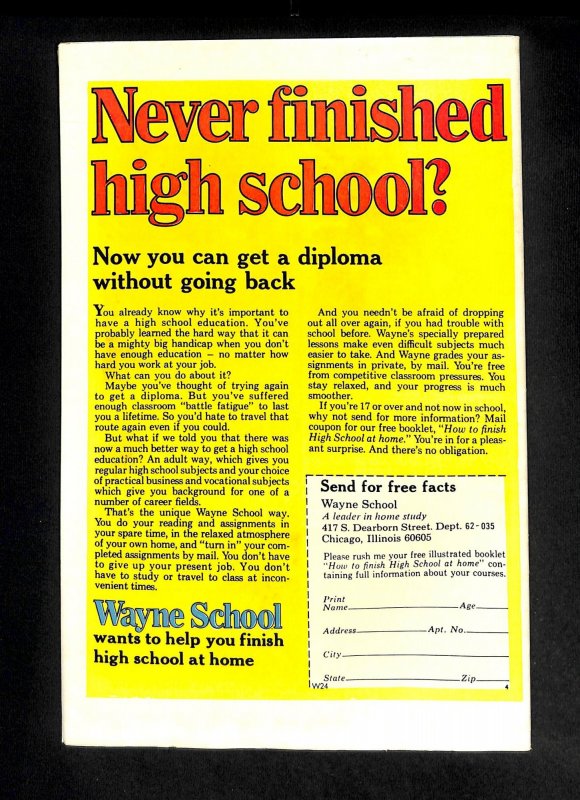 Never finished
high school?
Now you can get a diploma
without going back
You already know why it's important to
have a high school education. You've
probably learned the hard way that it can
be a mighty big handicap when you don't
have enough education — no matter how
hard you work at your job.
What can you do about it?
Maybe you've thought of trying again
to get a diploma. But you've suffered
enough classroom "battle fatigue" to last
you a lifetime. So you'd hate to travel that
route again even if you could.
But what if we told you that there was
now a much better way to get a high school
education? An adult way, which gives you
regular high school subjects and your choice
of practical business and vocational subjects
which give you background for one of a
number of career fields.
That's the unique Wayne School way.
You do your reading and assignments in
your spare time, in the relaxed atmosphere
of your own home, and "turn in" your com-
pleted assignments by mail. You don't have
to give up your present job. You don't
have to study or travel to class at incon-
venient times.
Wayne School
wants to help you finish
high school at home
And you needn't be afraid of dropping
out all over again, if you had trouble with
school before. Wayne's specially prepared
lessons make even difficult subjects much
easier to take. And Wayne grades your as-
signments in private, by mail. You're free
from competitive classroom pressures. You
stay relaxed, and your progress is much
smoother.
If you're 17 or over and not now in school,
why not send for more information? Mail
coupon for our free booklet, "How to finish
High School at home." You're in for a pleas-
ant surprise. And there's no obligation.
Send for free facts
Wayne School
A leader in home study
417 S. Dearborn Street. Dept. 62-035
Chicago, Illinois 60605
Please rush me your free illustrated booklet
"How to finish High School at home" con-
taining full information about your courses.
Print
Name Age
Address Apt. No.
City
State Zip
W24 4